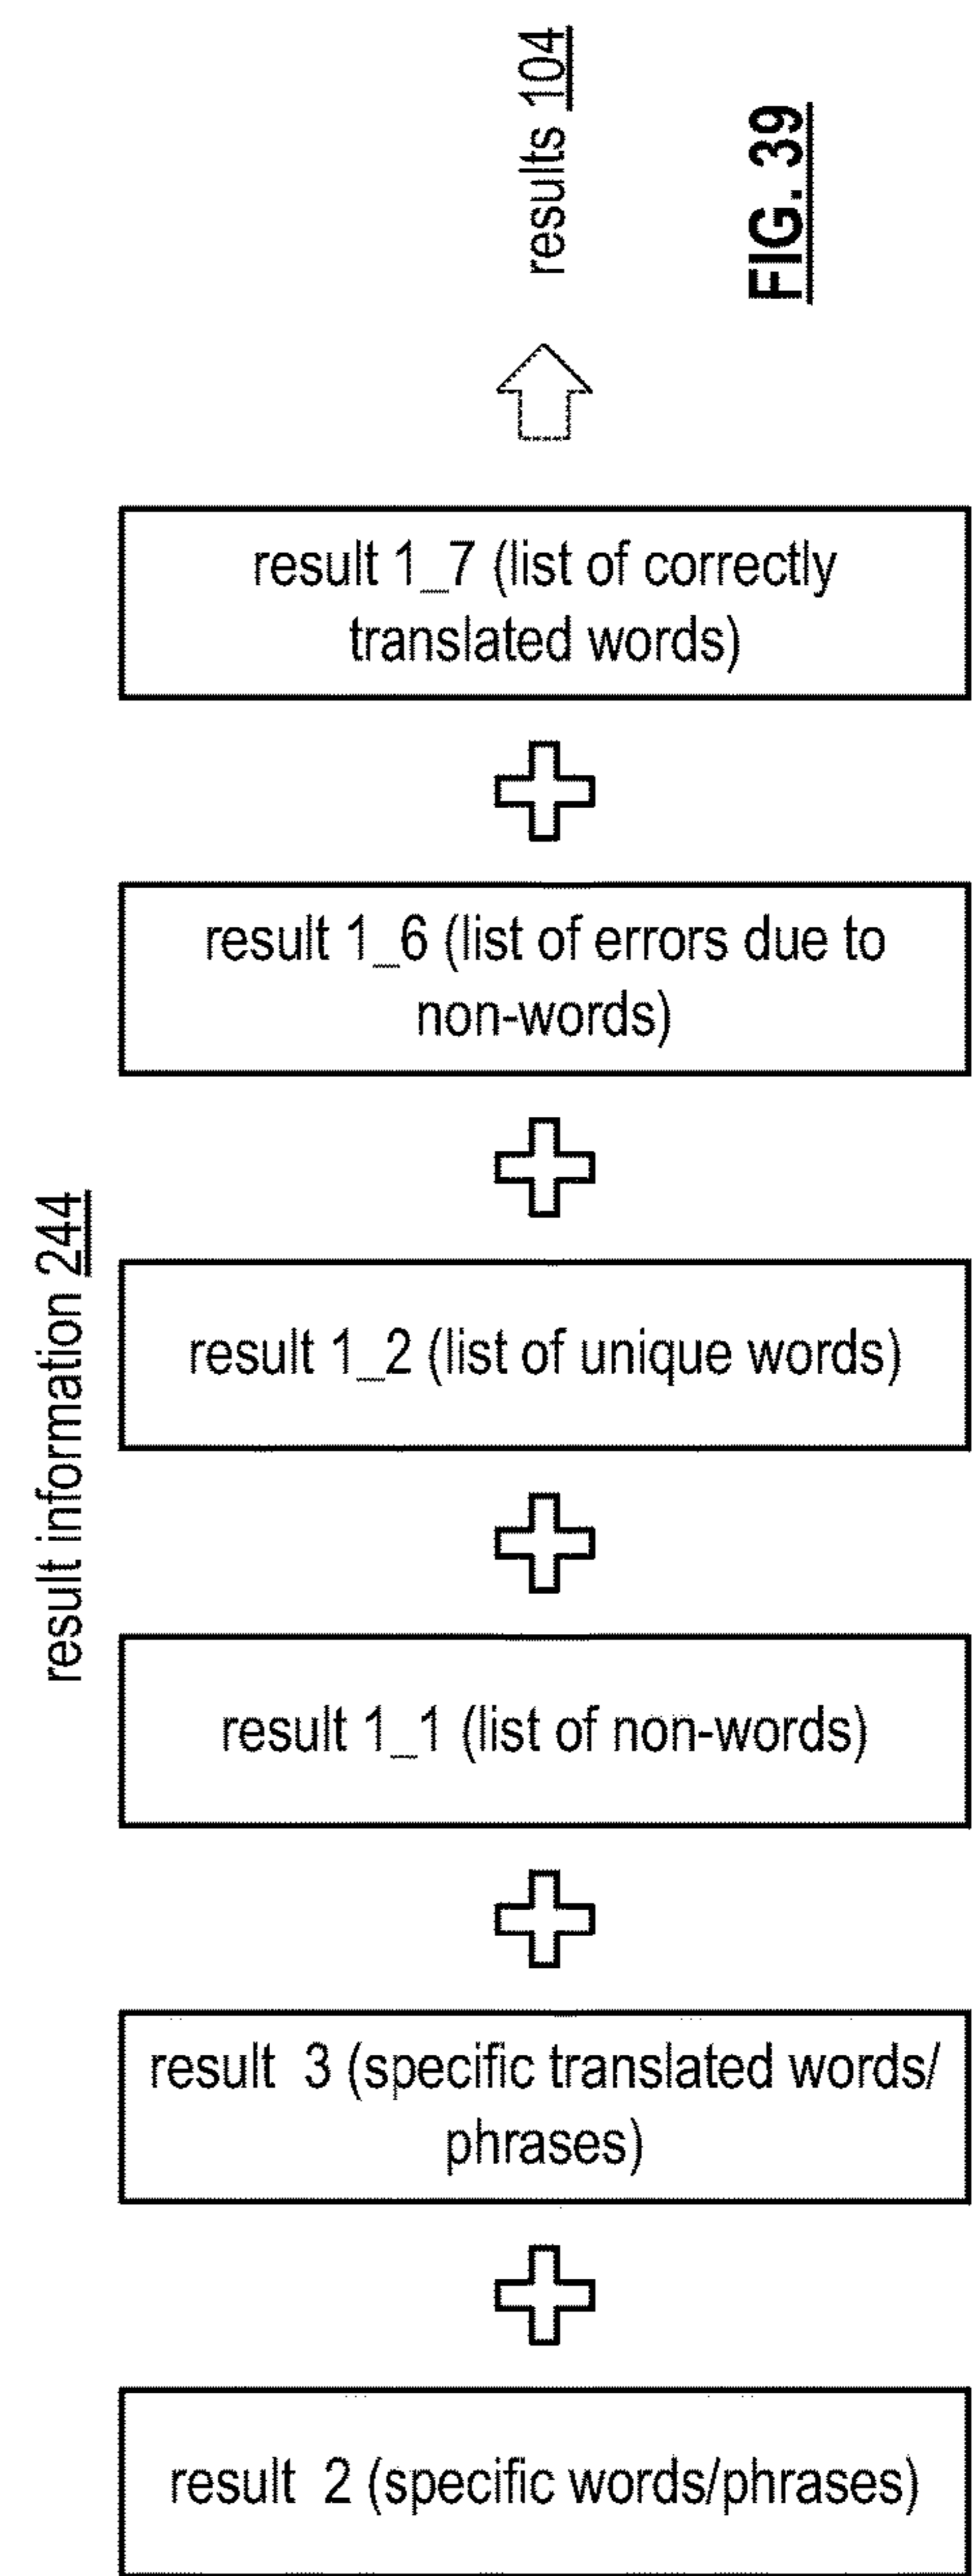 results 104
FIG. 39
result 1_7 (list of correctly
translated words)
result 1_6 (list of errors due to
non-words)
result information 244
result 1_2 (list of unique words)
result 1_1 (list of non-words)
result 3 (specific translated words/
phrases)
result 2 (specific words/phrases)